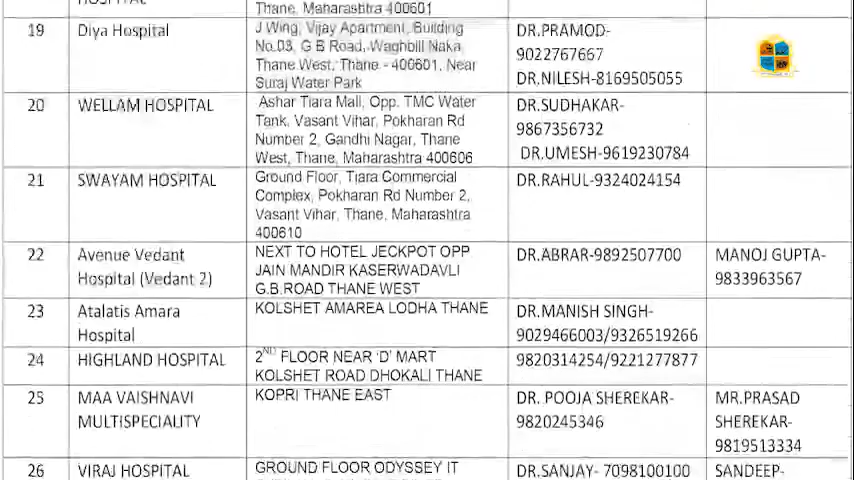 HOSPITAL
Thane, Maharashtra 400601
19
Diya Hospital
J Wing, Vijay Apartment, Building
No.03, G B Road, Waghbill Naka,
Thane West, Thane - 400601, Near
Suraj Water Park
DR.PRAMOD-
9022767667
DR.NILESH-8169505055
20
WELLAM HOSPITAL
Ashar Tiara Mall, Opp. TMC Water
Tank, Vasant Vihar, Pokharan Rd
Number 2, Gandhi Nagar, Thane
West, Thane, Maharashtra 400606
DR.SUDHAKAR-
9867356732
DR.UMESH-9619230784
21
SWAYAM HOSPITAL
Ground Floor, Tiara Commercial
Complex, Pokharan Rd Number 2,
Vasant Vihar, Thane, Maharashtra
400610
DR.RAHUL-9324024154
22
Avenue Vedant
Hospital (Vedant 2)
NEXT TO HOTEL JECKPOT OPP
JAIN MANDIR KASERWADAVLI
G.B.ROAD THANE WEST
DR.ABRAR-9892507700
MANOJ GUPTA-
9833963567
23
Atalatis Amara
Hospital
KOLSHET AMAREA LODHA THANE
DR.MANISH SINGH-
9029466003/9326519266
24
HIGHLAND HOSPITAL
2ND FLOOR NEAR 'D' MART
KOLSHET ROAD DHOKALI THANE
9820314254/9221277877
25
MAA VAISHNAVI
MULTISPECIALITY
KOPRI THANE EAST
DR. POOJA SHEREKAR-
9820245346
MR.PRASAD
SHEREKAR-
9819513334
26
VIRAJ HOSPITAL
GROUND FLOOR ODYSSEY IT
DR.SANJAY- 7098100100
SANDEEP-